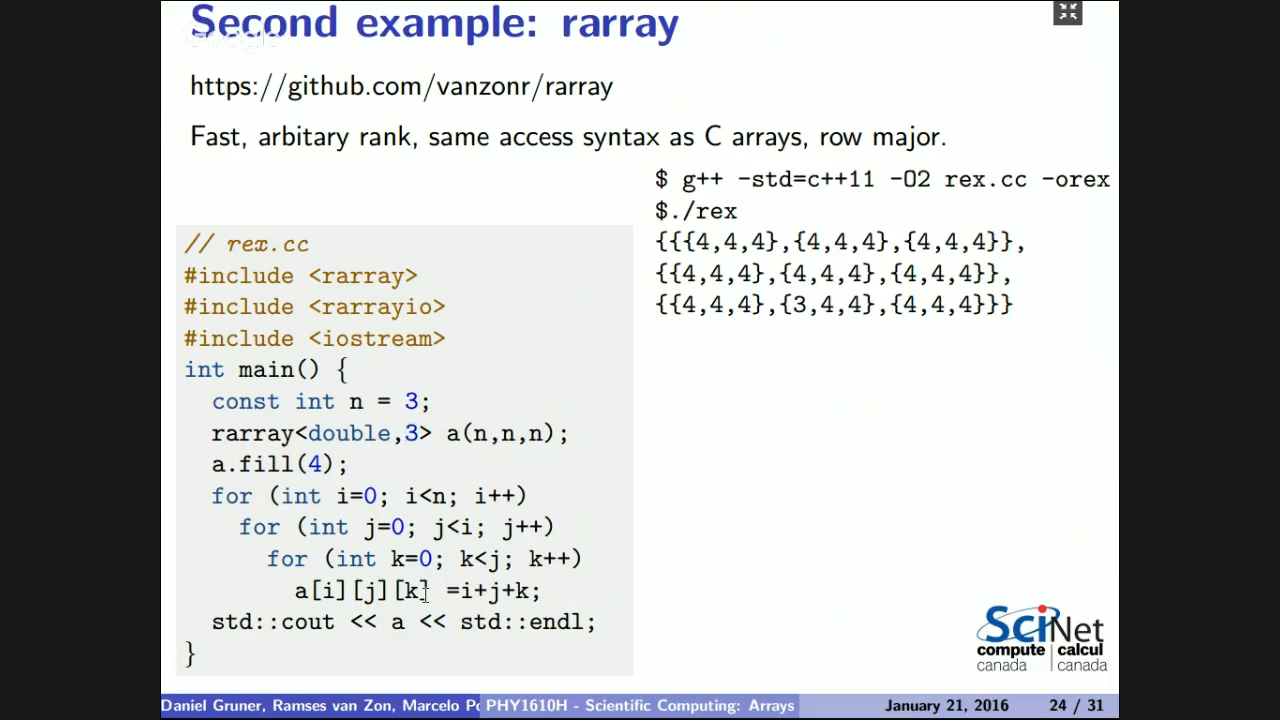 Second example: rarray
Google
https://github.com/vanzonr/rarray
Fast, arbitary rank, same access syntax as C arrays, row major.
// rex.cc
#include <rarray>
#include <rarrayio>
#include <iostream>
int main() {
const int n = 3;
rarray<double,3> a(n,n,n);
a.fill(4);
for (int i=0; i<n; i++)
for (int j=0; j<i; j++)
for (int k=0; k<j; k++)
a[i][j][k] =i+j+k;
std::cout << a << std::endl;
}
$ g++ -std=c++11 -O2 rex.cc -orex
$./rex
{{{4,4,4},{4,4,4},{4,4,4}},
{{4,4,4},{4,4,4},{4,4,4}},
{{4,4,4},{3,4,4},{4,4,4}}}
SciNet
compute calcul
canada canada
Daniel Gruner, Ramses van Zon, Marcelo Po
PHY1610H - Scientific Computing: Arrays
January 21, 2016
24 / 31